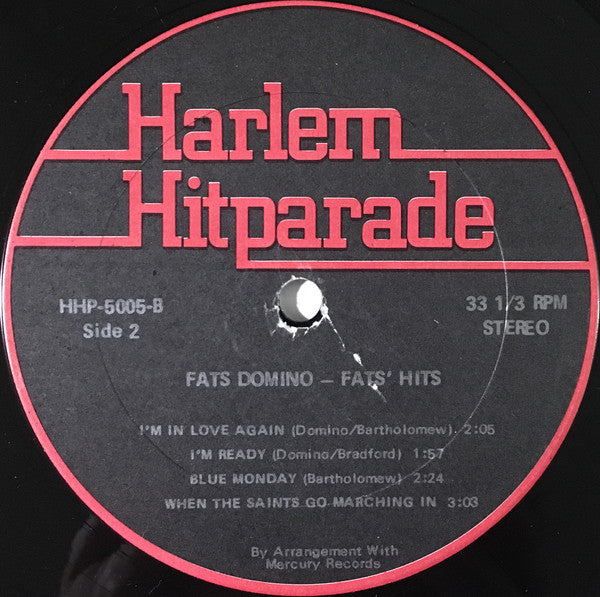 Harlem
Hitparade
HHP-5005-B
Side 2
33 1/3 RPM
STEREO
FATS DOMINO — FATS' HITS
I'M IN LOVE AGAIN (Domino/Bartholomew). 2:05
I'M READY (Domino/Bradford) 1:57
BLUE MONDAY (Bartholomew) 2:24
WHEN THE SAINTS GO MARCHING IN 3:03
By Arrangement With
Mercury Records